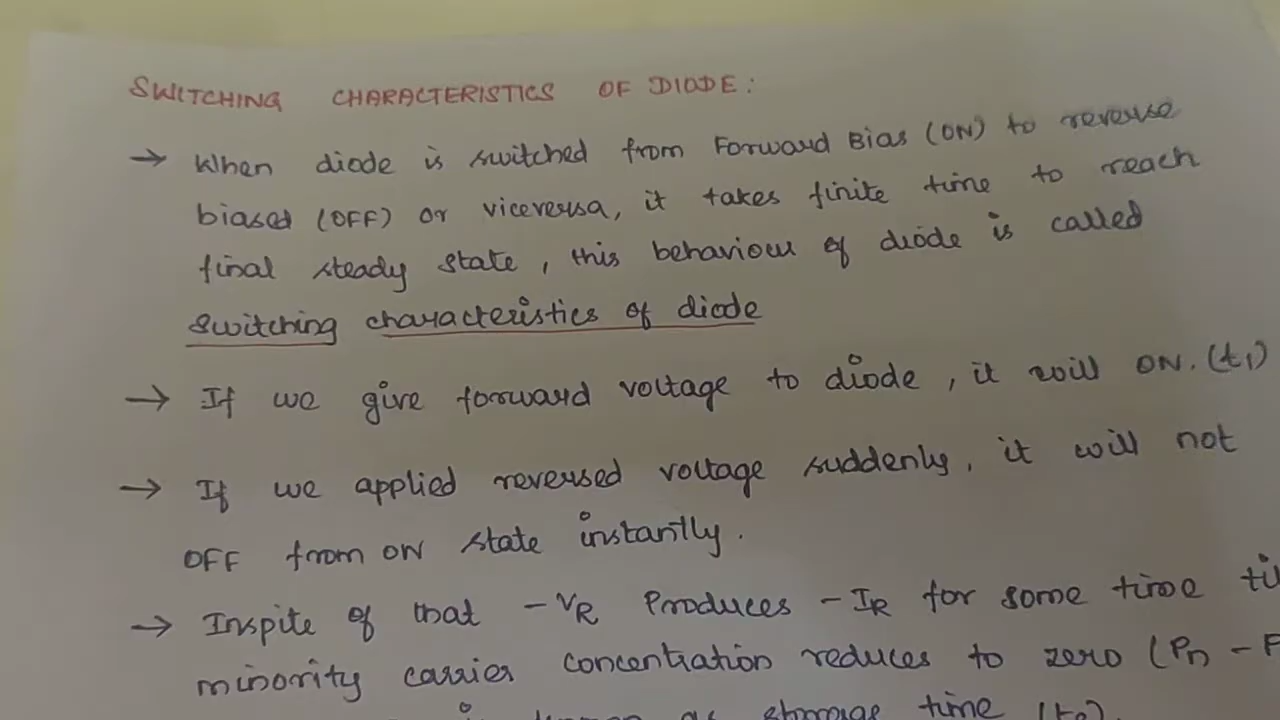 SWITCHING CHARACTERISTICS OF DIODE:
→ When diode is switched from Forward Bias (ON) to reverse
biased (OFF) or viceversa, it takes finite time to reach
final steady state, this behaviour of diode is called
switching characteristics of diode
→ If we give forward voltage to diode, it will ON. (t₁)
→ If we applied reversed voltage suddenly, it will not
OFF from ON state instantly.
→ Inspite of that -VR Produces -IR for some time
minority carrier concentration reduces to zero (Pn -
as storage time